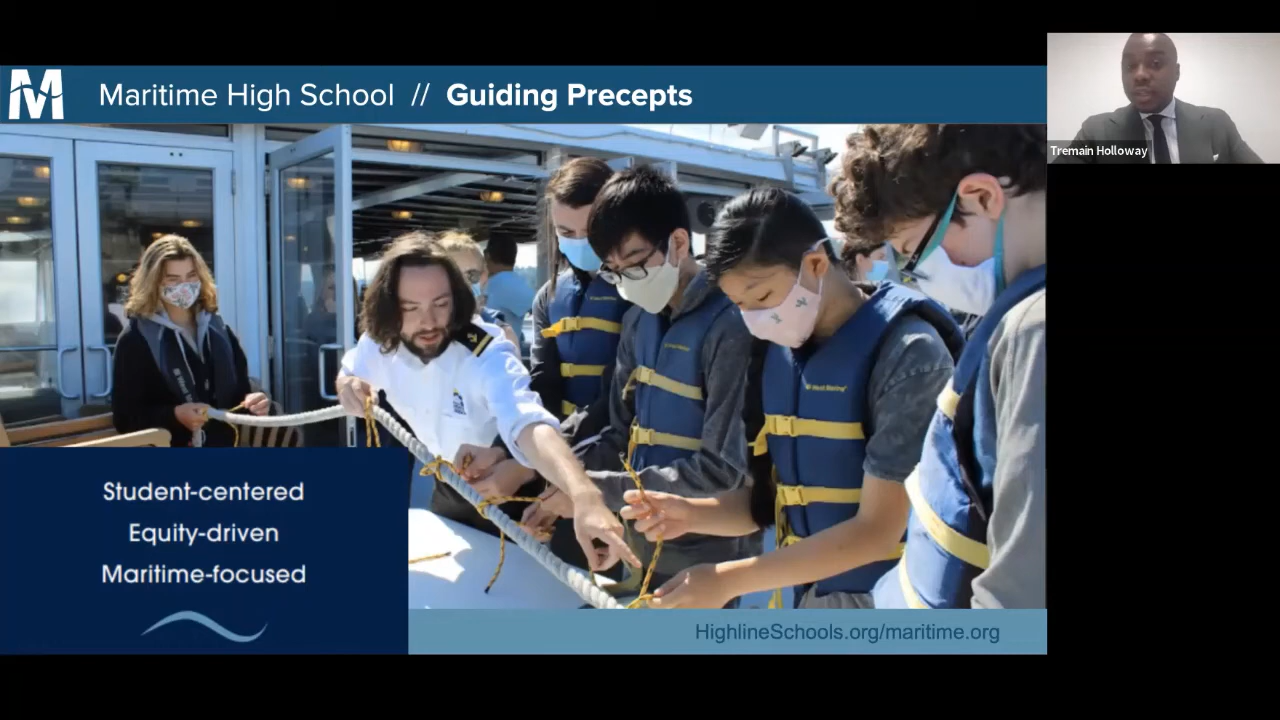 M
Maritime High School // Guiding Precepts
Tremain Holloway
Student-centered
Equity-driven
Maritime-focused
HighlineSchools.org/maritime.org